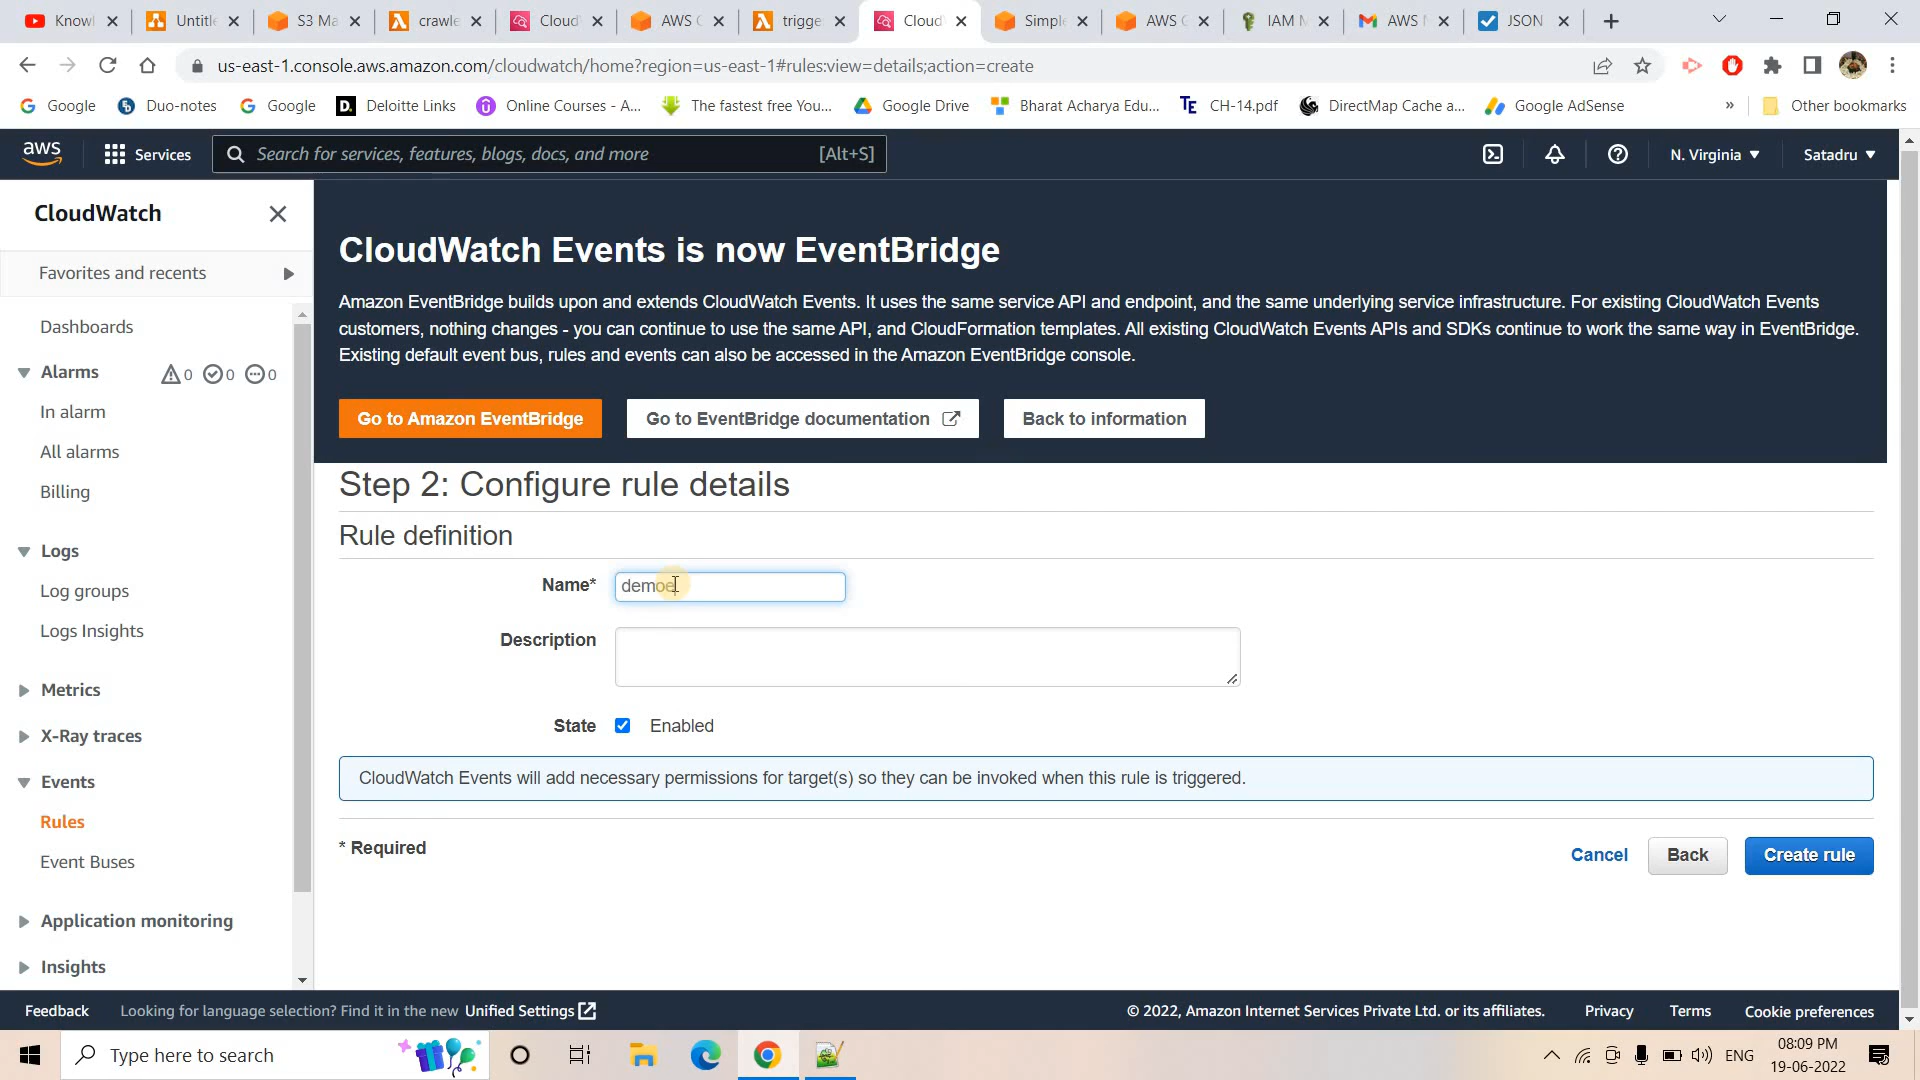 Knowl
Untitle
S3 Ma
crawle
Cloud
AWS G
trigge
Cloud
Simple
AWS G
IAM M
AWS N
JSON
us-east-1.console.aws.amazon.com/cloudwatch/home?region=us-east-1#rules:view=details;action=create
Google
Duo-notes
Google
D. Deloitte Links
Online Courses - A...
The fastest free You...
Google Drive
Bharat Acharya Edu...
TE CH-14.pdf
DirectMap Cache a...
Google AdSense
»
Other bookmarks
aws
Services
Search for services, features, blogs, docs, and more [Alt+S]
N. Virginia
Satadru
CloudWatch
Favorites and recents
Dashboards
Alarms 0 0 0
In alarm
All alarms
Billing
Logs
Log groups
Logs Insights
Metrics
X-Ray traces
Events
Rules
Event Buses
Application monitoring
Insights
CloudWatch Events is now EventBridge
Amazon EventBridge builds upon and extends CloudWatch Events. It uses the same service API and endpoint, and the same underlying service infrastructure. For existing CloudWatch Events
customers, nothing changes - you can continue to use the same API, and CloudFormation templates. All existing CloudWatch Events APIs and SDKs continue to work the same way in EventBridge.
Existing default event bus, rules and events can also be accessed in the Amazon EventBridge console.
Go to Amazon EventBridge
Go to EventBridge documentation
Back to information
Step 2: Configure rule details
Rule definition
Name* demoe
Description
State Enabled
CloudWatch Events will add necessary permissions for target(s) so they can be invoked when this rule is triggered.
* Required
Cancel
Back
Create rule
Feedback
Looking for language selection? Find it in the new Unified Settings
© 2022, Amazon Internet Services Private Ltd. or its affiliates.
Privacy
Terms
Cookie preferences
Type here to search
ENG
08:09 PM
19-06-2022